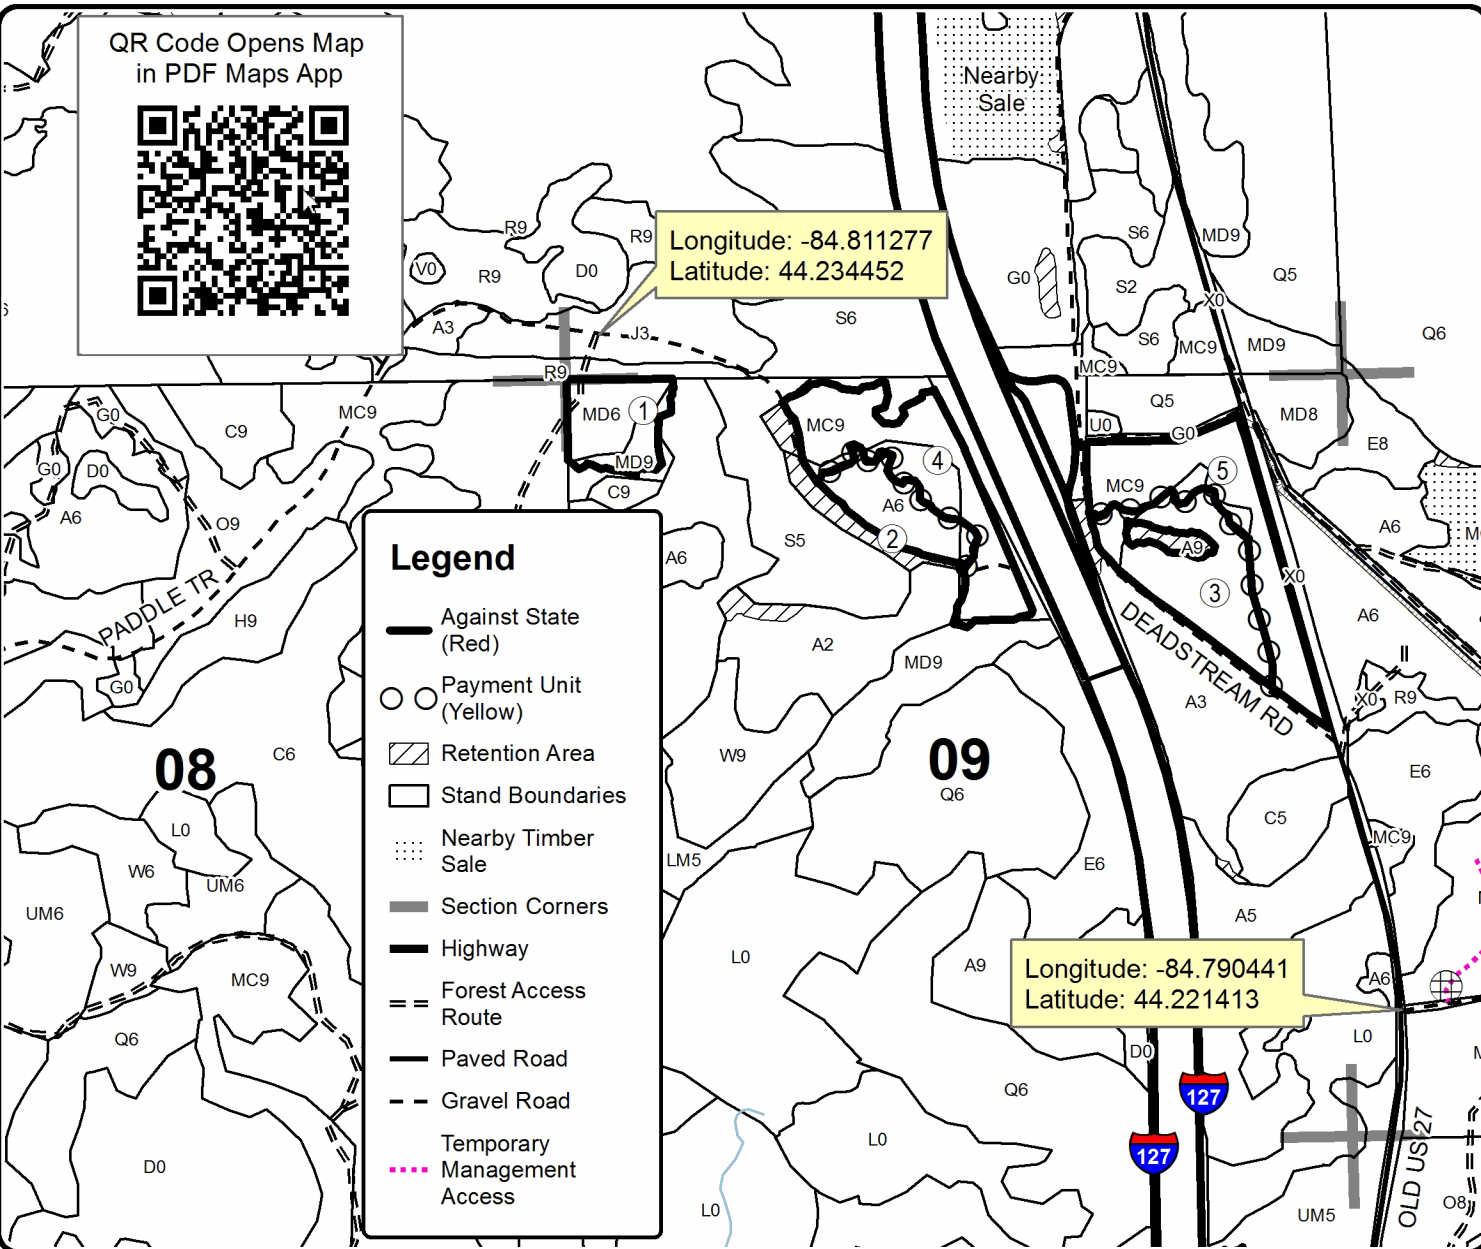 QR Code Opens Map
in PDF Maps App
Nearby
Sale
Longitude: -84.811277
Latitude: 44.234452
R9
R9
V0
R9
D0
A3
J3
S6
G0
S6
MD9
S2
Q5
X0
S6
MC9
MD9
Q6
MC9
R9
MC9
MD6
1
MC9
Q5
MD8
U0
G0
E8
G0
C9
G0
D0
MD9
C9
4
A6
2
S5
A6
MC9
5
A9
3
A6
A6
O9
X0
A6
PADDLE TR
H9
G0
A2
MD9
DEADSTREAM RD
A3
X0
R9
08
C6
W9
09
Q6
E6
C5
MC9
L0
W6
UM6
UM6
LM5
E6
A5
W9
MC9
L0
A9
A6
Q6
D0
L0
Q6
L0
D0
L0
UM5
O8
OLD US 27
127
127
Longitude: -84.790441
Latitude: 44.221413
Legend
Against State
(Red)
Payment Unit
(Yellow)
Retention Area
Stand Boundaries
Nearby Timber
Sale
Section Corners
Highway
Forest Access
Route
Paved Road
Gravel Road
Temporary
Management
Access